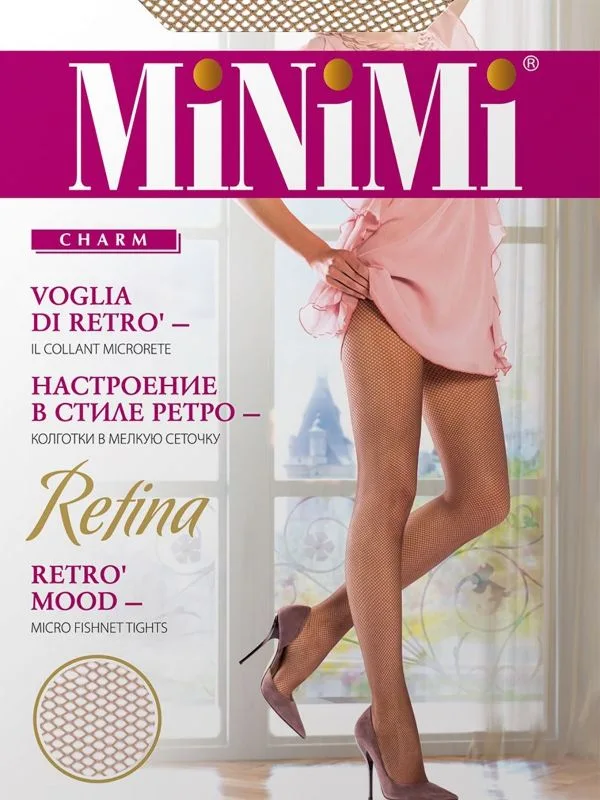 MiNiMi®
CHARM
VOGLIA
DI RETRO' —
IL COLLANT MICRORETE
НАСТРОЕНИЕ
В СТИЛЕ РЕТРО —
КОЛГОТКИ В МЕЛКУЮ СЕТОЧКУ
Refina
RETRO'
MOOD —
MICRO FISHNET TIGHTS